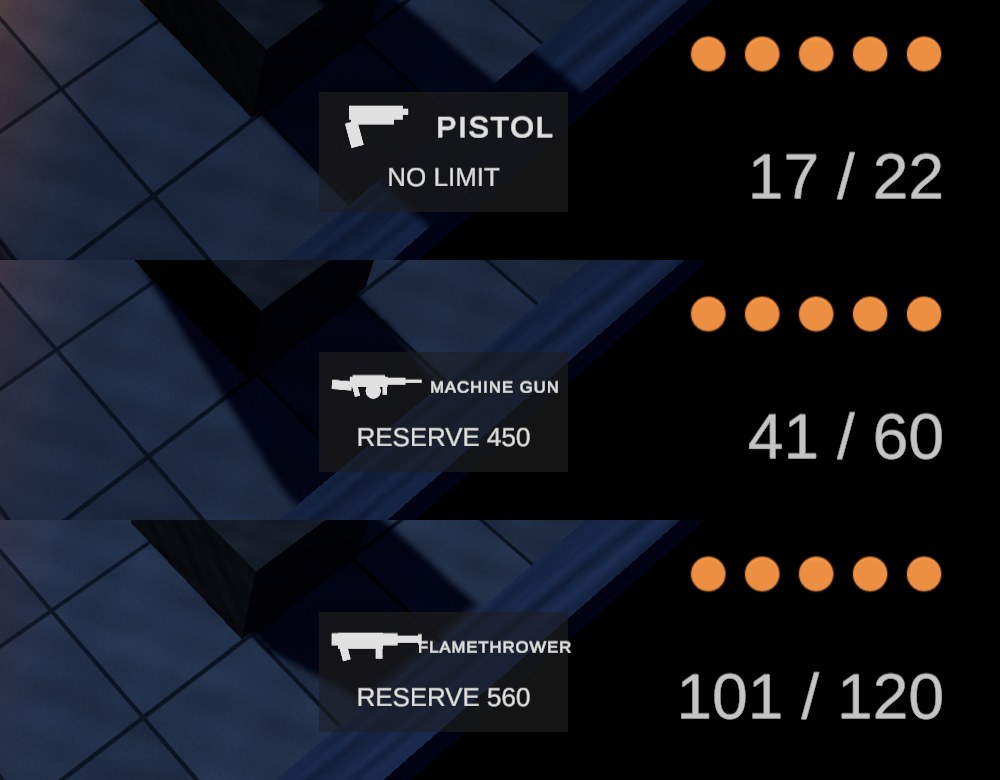 PISTOL
NO LIMIT
17 / 22
MACHINE GUN
RESERVE 450
41 / 60
FLAMETHROWER
RESERVE 560
101 / 120